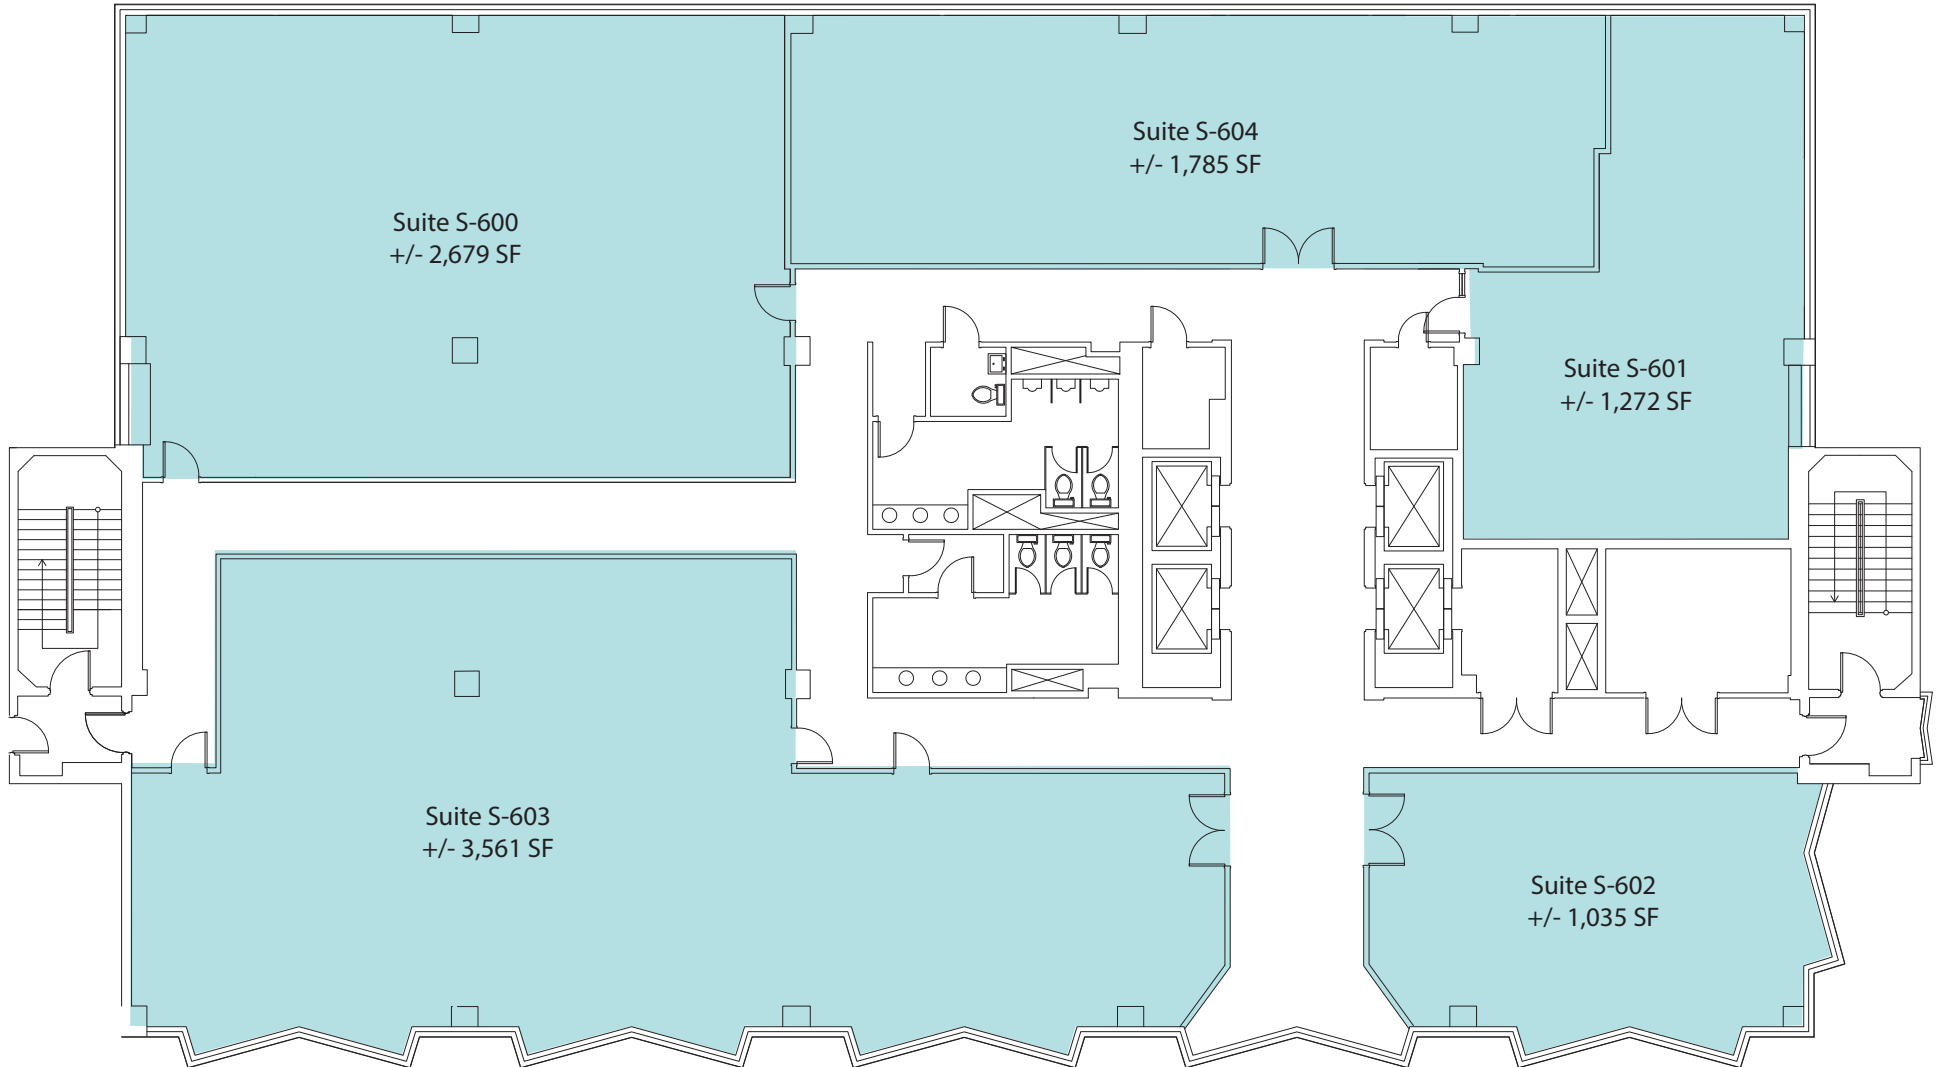 Suite S-604
+/- 1,785 SF
Suite S-600
+/- 2,679 SF
Suite S-601
+/- 1,272 SF
Suite S-603
+/- 3,561 SF
Suite S-602
+/- 1,035 SF